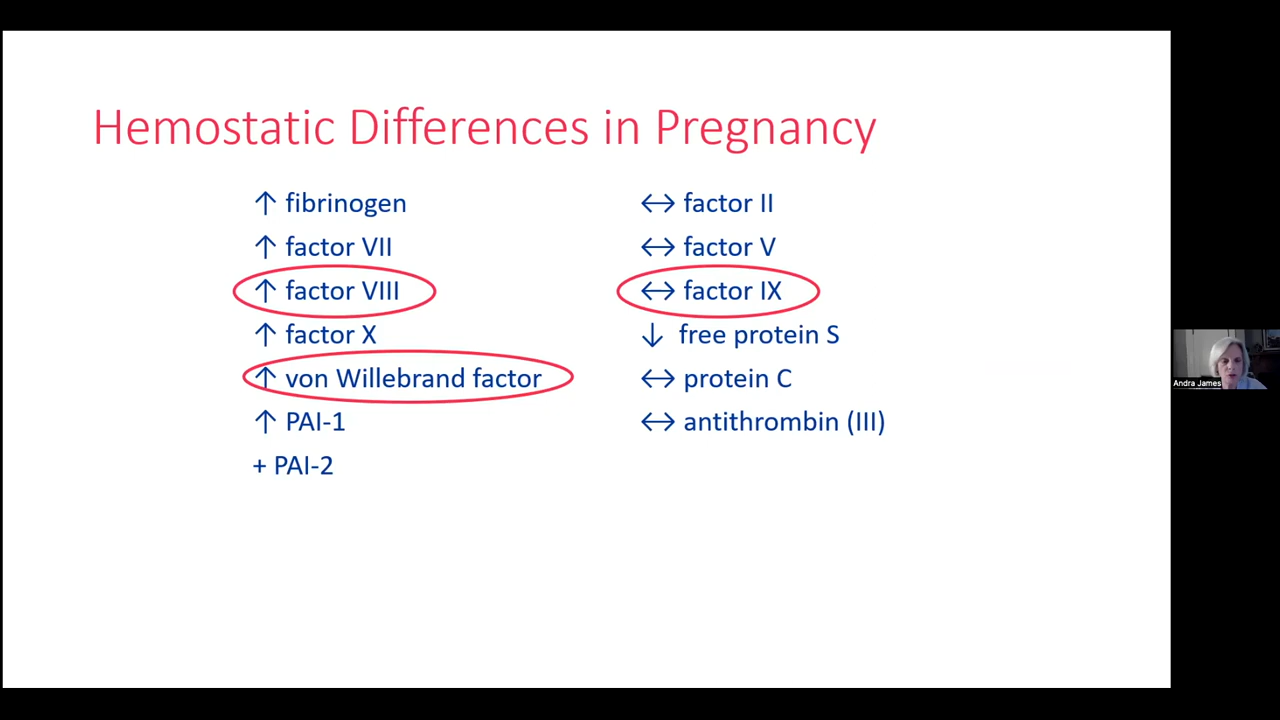 Hemostatic Differences in Pregnancy
↑ fibrinogen
↑ factor VII
↑ factor VIII
↑ factor X
↑ von Willebrand factor
↑ PAI-1
+ PAI-2
↔ factor II
↔ factor V
↔ factor IX
↓ free protein S
↔ protein C
↔ antithrombin (III)
Andra James